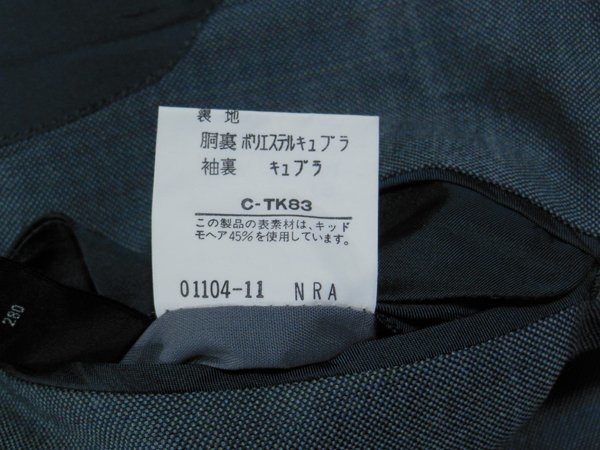 裏地
胴裏 ポリエステルキュプラ
袖裏 キュプラ
C-TK83
この製品の表素材は、キッド
モヘア45%を使用しています。
01104-11 NRA
280